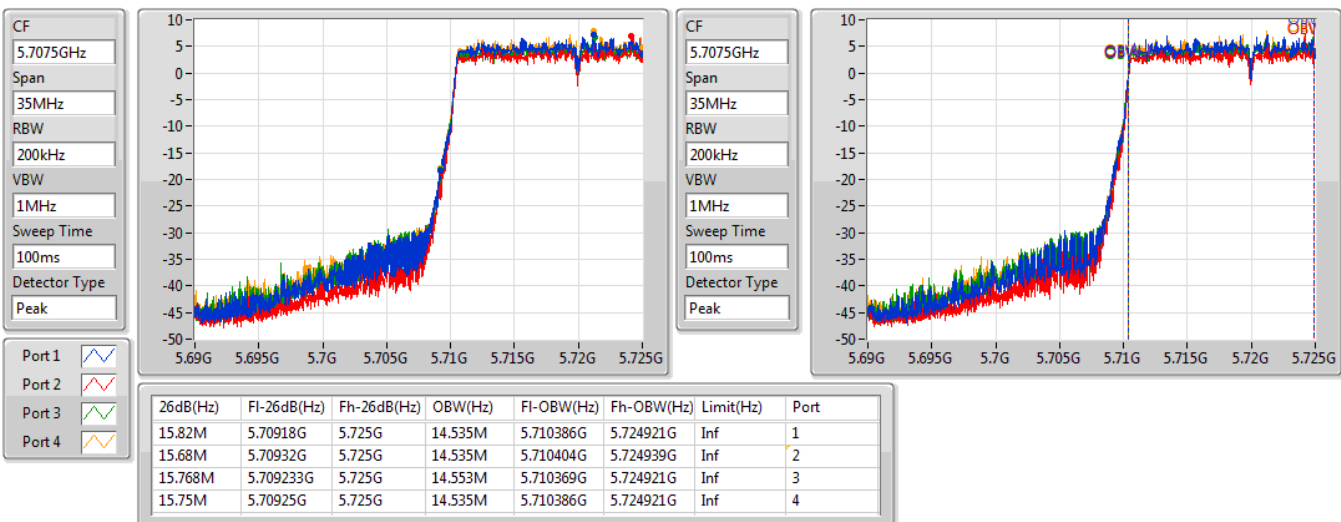 CF
5.7075GHz
Span
35MHz
RBW
200kHz
VBW
1MHz
Sweep Time
100ms
Detector Type
Peak
10
5
0
-5
-10
-15
-20
-25
-30
-35
-40
-45
-50
5.69G 5.695G 5.7G 5.705G 5.71G 5.715G 5.72G 5.725G
CF
5.7075GHz
Span
35MHz
RBW
200kHz
VBW
1MHz
Sweep Time
100ms
Detector Type
Peak
10
5
0
-5
-10
-15
-20
-25
-30
-35
-40
-45
-50
OBW
OBW
5.69G 5.695G 5.7G 5.705G 5.71G 5.715G 5.72G 5.725G
Port 1
Port 2
Port 3
Port 4
26dB(Hz) Fl-26dB(Hz) Fh-26dB(Hz) OBW(Hz) Fl-OBW(Hz) Fh-OBW(Hz) Limit(Hz) Port
15.82M 5.70918G 5.725G 14.535M 5.710386G 5.724921G Inf 1
15.68M 5.70932G 5.725G 14.535M 5.710404G 5.724939G Inf 2
15.768M 5.709233G 5.725G 14.553M 5.710369G 5.724921G Inf 3
15.75M 5.70925G 5.725G 14.535M 5.710386G 5.724921G Inf 4